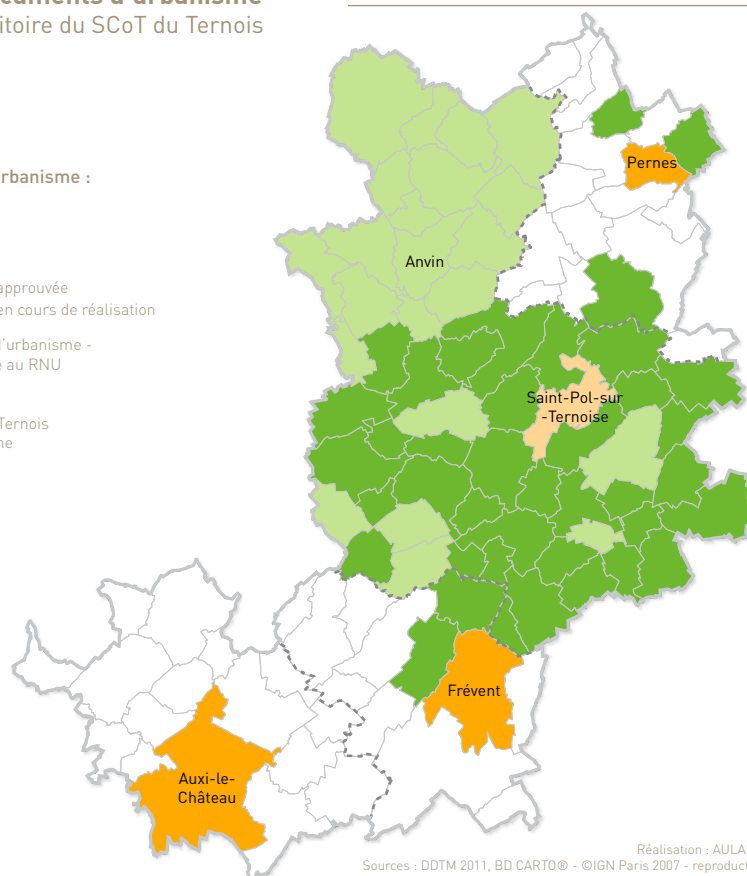 itoire du SCoT du Ternois
rbanisme :
approuvée
en cours de réalisation
d'urbanisme -
au RNU
Ternois
Pernes
Anvin
Saint-Pol-sur
-Ternoise
Frévent
Auxi-le-
Château
Réalisation : AULA
Sources : DDTM 2011, BD CARTO® - ©IGN Paris 2007 - reproduct